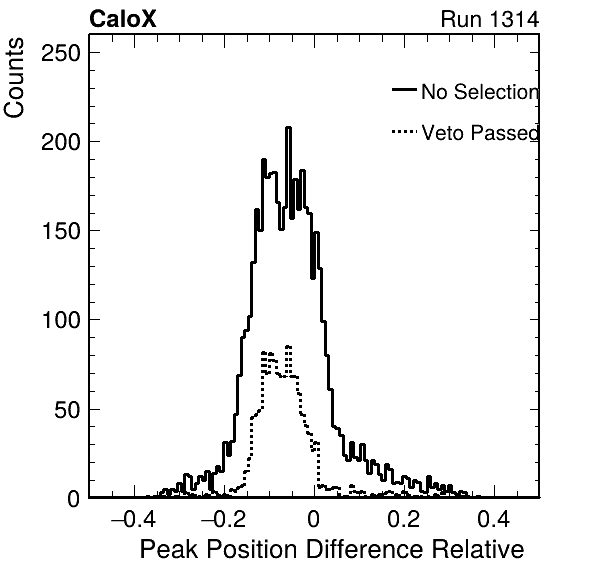 CaloX Run 1314
Counts
250
200
150
100
50
0
No Selection
Veto Passed
−0.4 −0.2 0 0.2 0.4
Peak Position Difference Relative